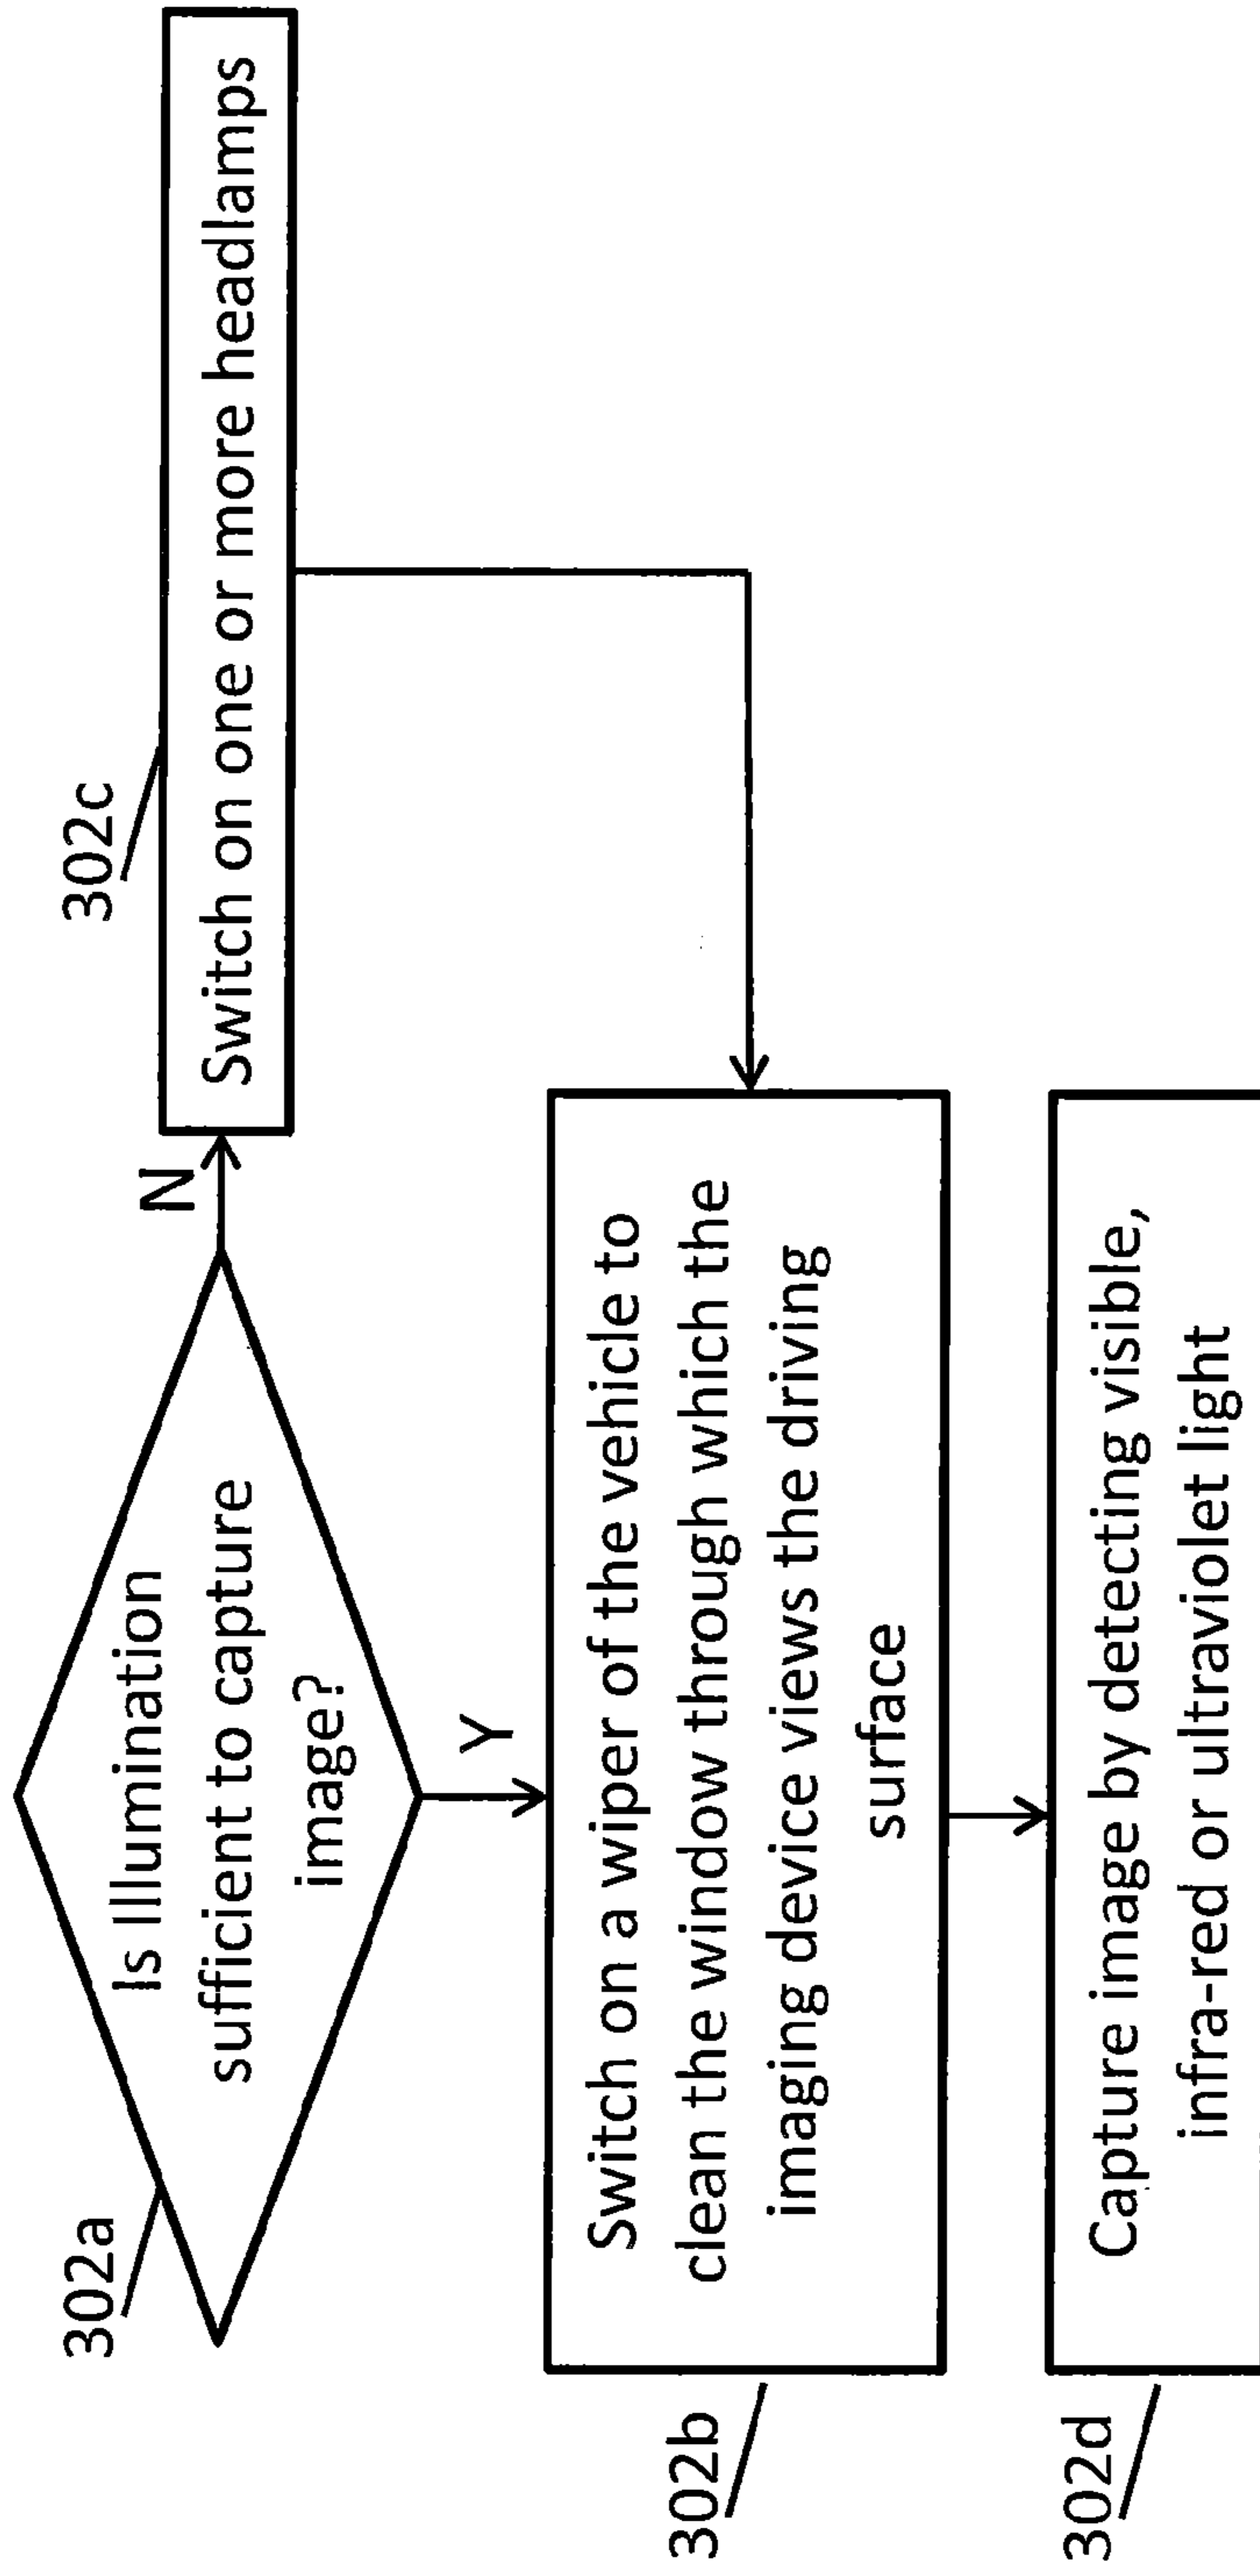 302a
Is Illumination
sufficient to capture
image?
N
302c
Switch on one or more headlamps
Y
302b
Switch on a wiper of the vehicle to
clean the window through which the
imaging device views the driving
surface
302d
Capture image by detecting visible,
infra-red or ultraviolet light